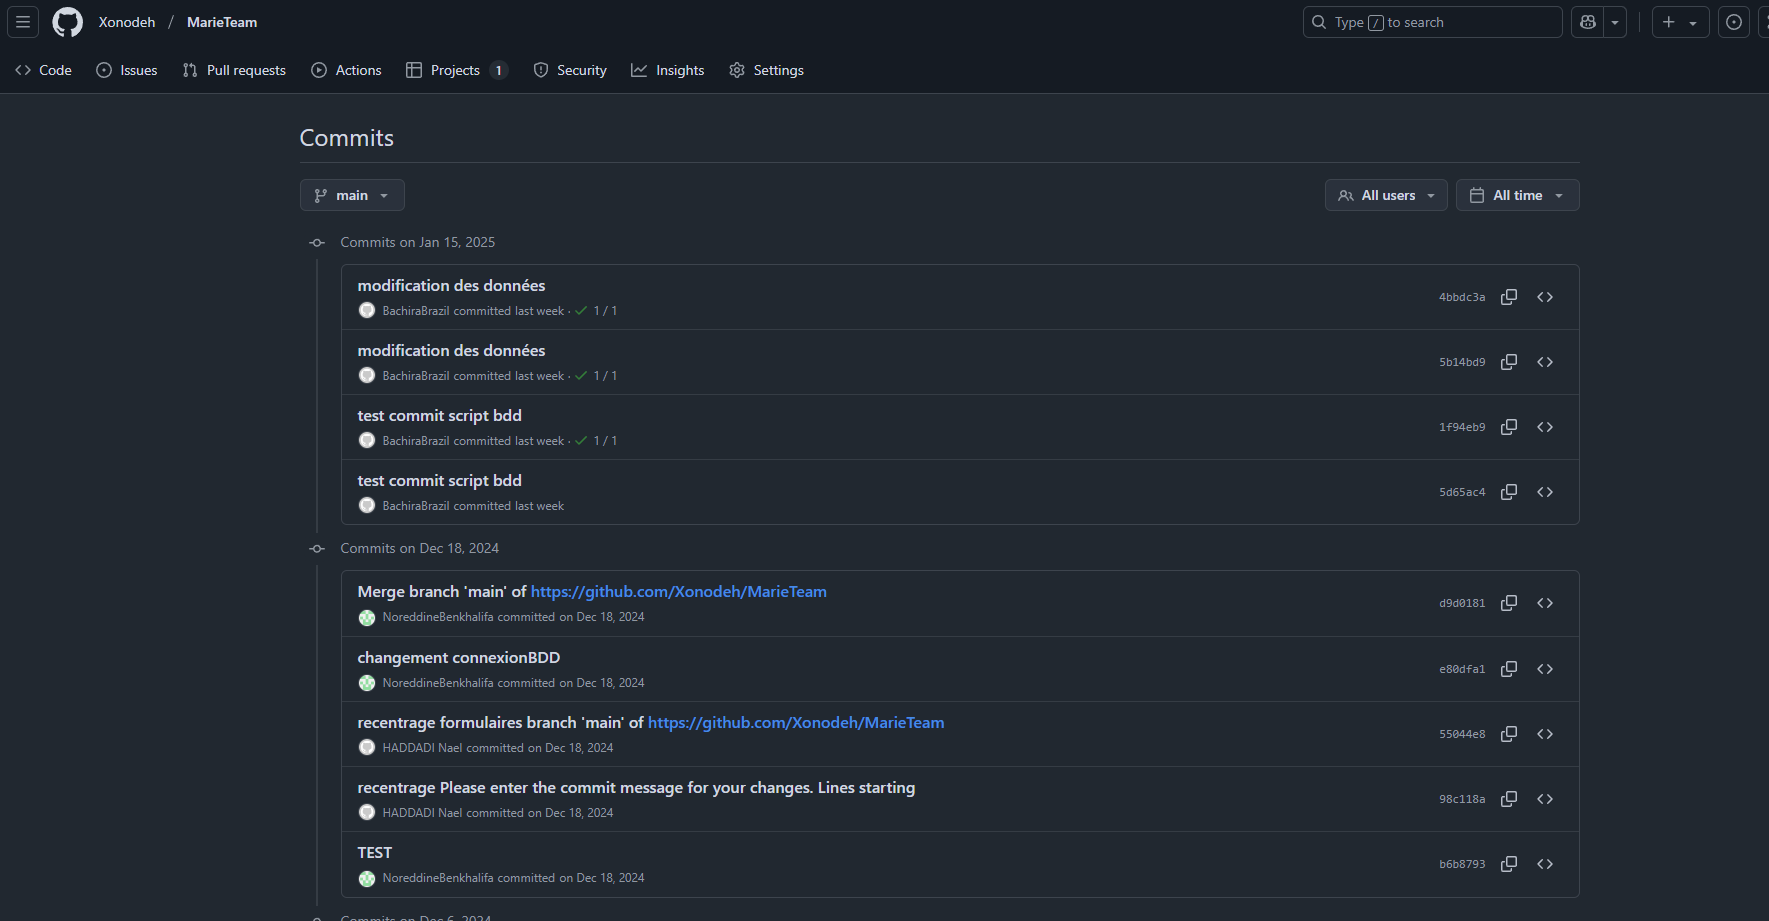 Xonodeh / MarieTeam
Type / to search
Code Issues Pull requests Actions Projects 1 Security Insights Settings
Commits
main
All users All time
Commits on Jan 15, 2025
modification des données
4bbdc3a
BachiraBrazil committed last week · 1 / 1
modification des données
5b14bd9
BachiraBrazil committed last week · 1 / 1
test commit script bdd
1f94eb9
BachiraBrazil committed last week · 1 / 1
test commit script bdd
5d65ac4
BachiraBrazil committed last week
Commits on Dec 18, 2024
Merge branch 'main' of https://github.com/Xonodeh/MarieTeam
d9d0181
NoreddineBenkhalifa committed on Dec 18, 2024
changement connexionBDD
e80dfa1
NoreddineBenkhalifa committed on Dec 18, 2024
recentrage formulaires branch 'main' of https://github.com/Xonodeh/MarieTeam
55044e8
HADDADI Nael committed on Dec 18, 2024
recentrage Please enter the commit message for your changes. Lines starting
98c118a
HADDADI Nael committed on Dec 18, 2024
TEST
b6b8793
NoreddineBenkhalifa committed on Dec 18, 2024
Commits on Dec 6, 2024